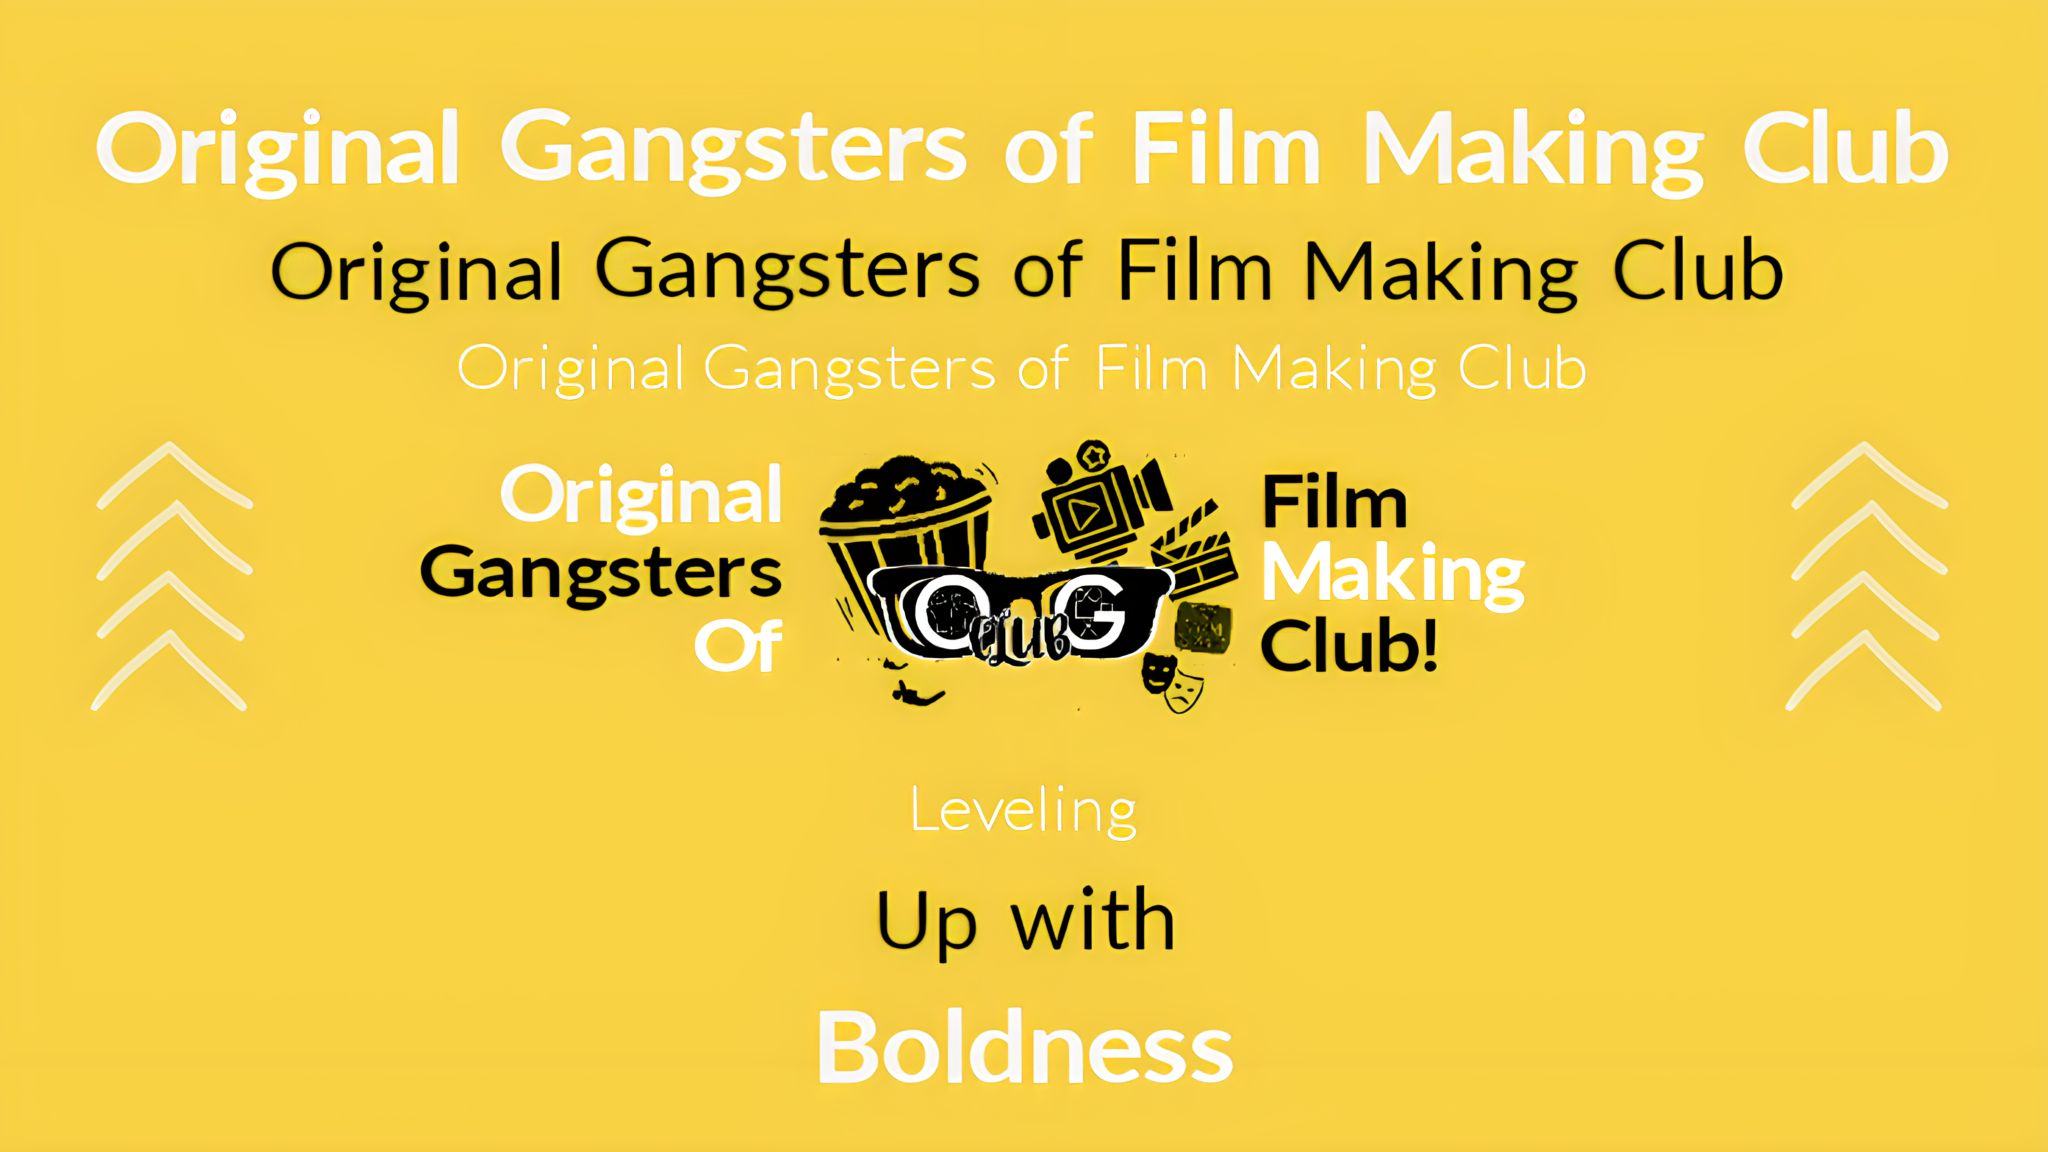 Original Gangsters of Film Making Club
Original Gangsters of Film Making Club
Original Gangsters of Film Making Club
Original
Gangsters
Of
OG
CLUB
Film
Making
Club!
Leveling
Up with
Boldness